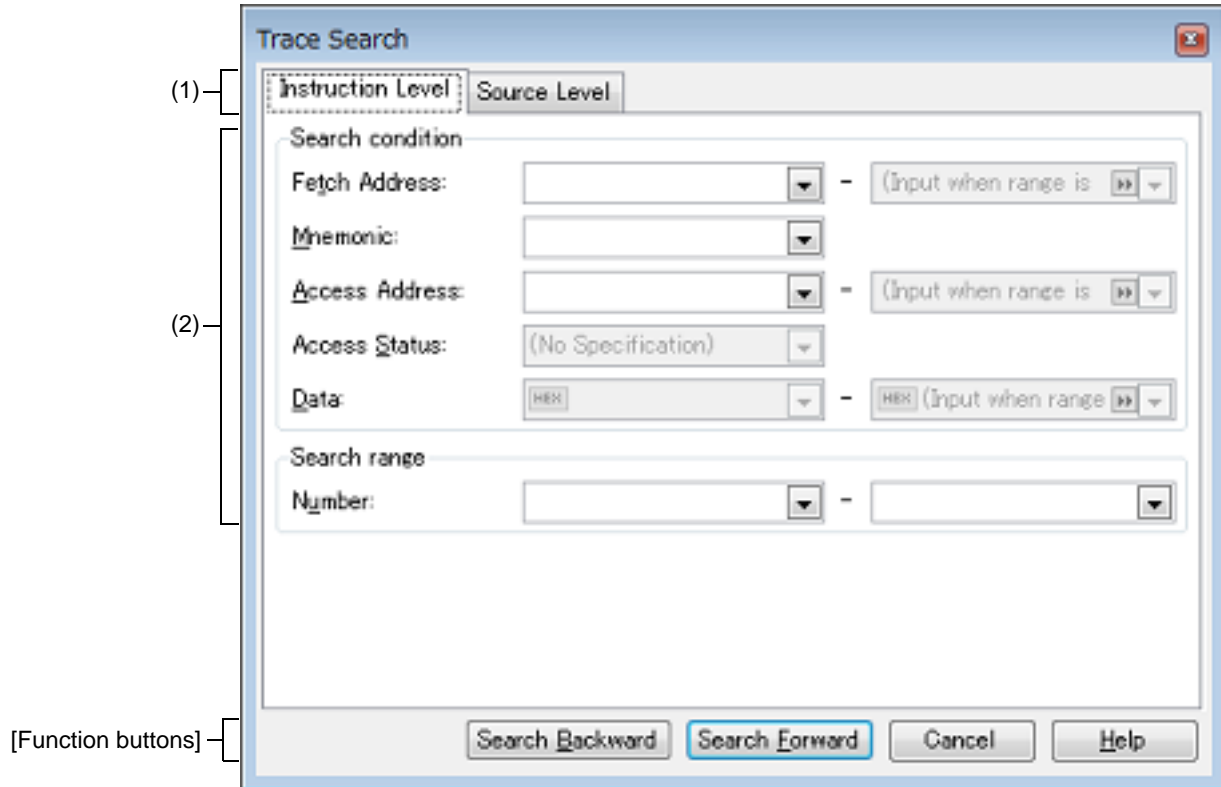 Trace Search
(1)
Instruction Level Source Level
(2)
Search condition
Fetch Address: - (Input when range is
Mnemonic:
Access Address: - (Input when range is
Access Status: (No Specification)
Data: HEX - HEX (Input when range
Search range
Number: -
[Function buttons] Search Backward Search Forward Cancel Help